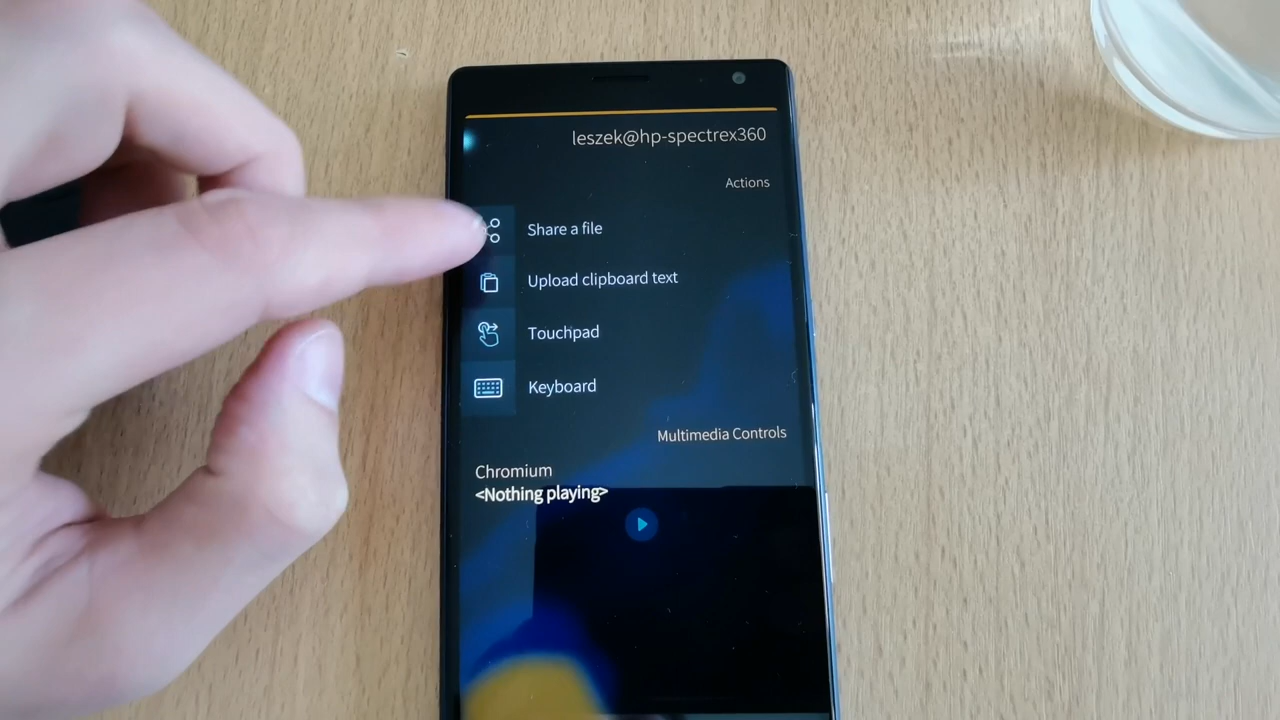 leszek@hp-spectrex360
Actions
Share a file
Upload clipboard text
Touchpad
Keyboard
Multimedia Controls
Chromium
<Nothing playing>